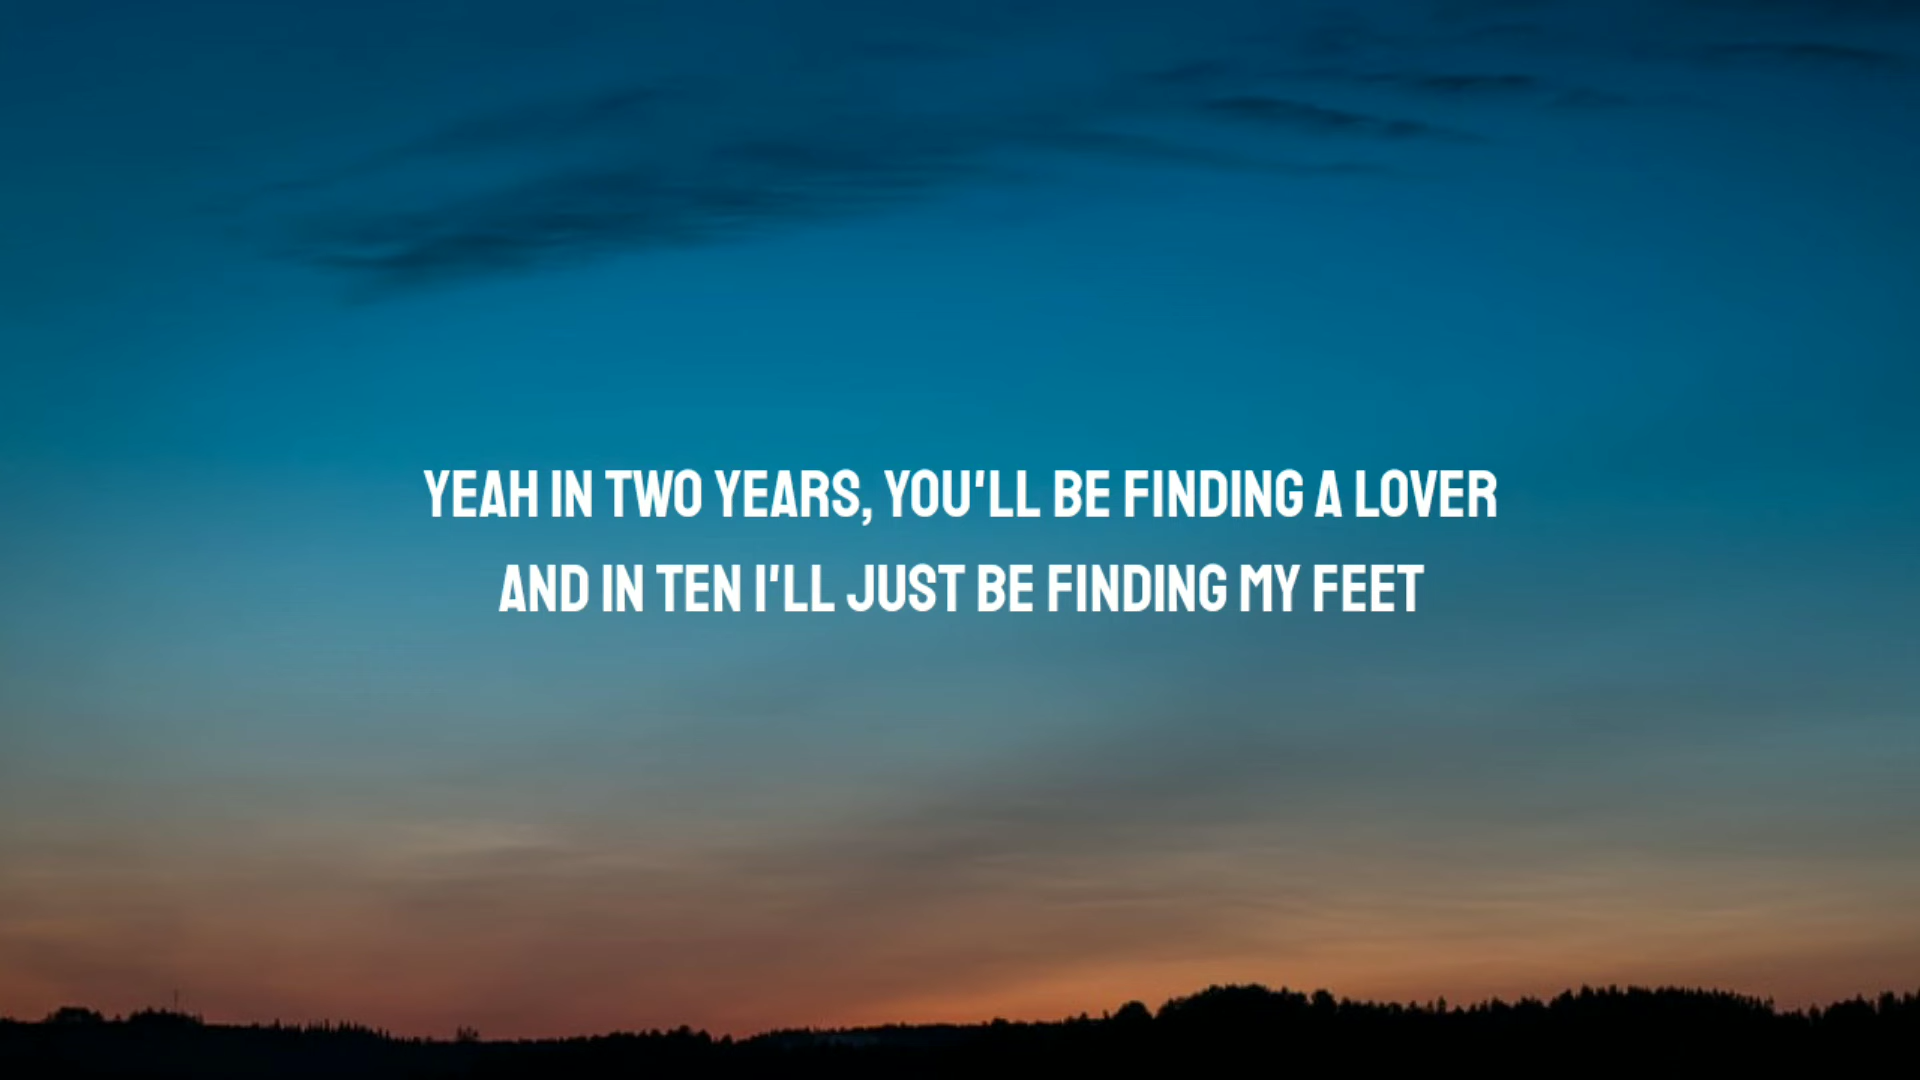 YEAH IN TWO YEARS, YOU'LL BE FINDING A LOVER
AND IN TEN I'LL JUST BE FINDING MY FEET